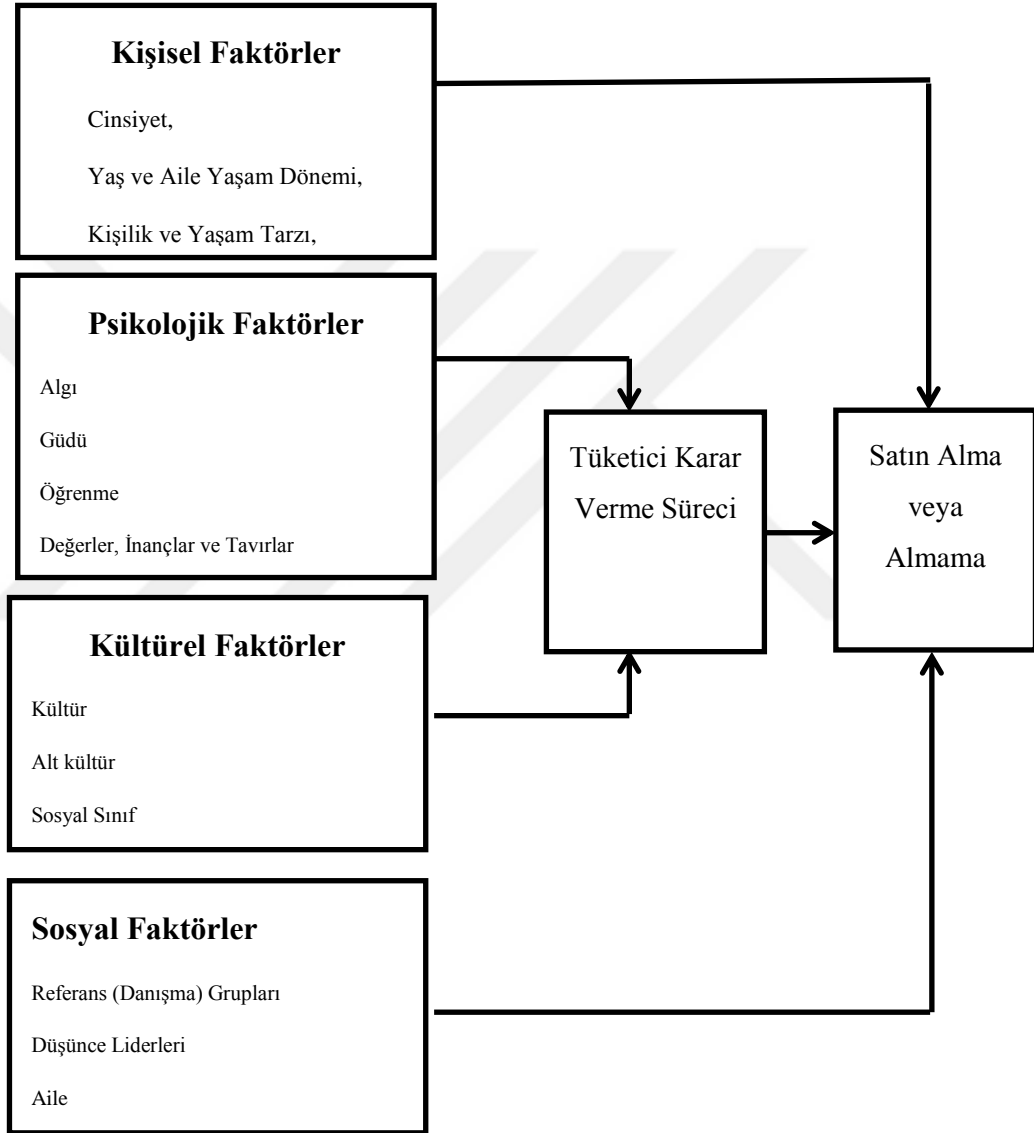 Kişisel Faktörler
Cinsiyet,
Yaş ve Aile Yaşam Dönemi,
Kişilik ve Yaşam Tarzı,
Psikolojik Faktörler
Algı
Güdü
Öğrenme
Değerler, İnançlar ve Tavırlar
Kültürel Faktörler
Kültür
Alt kültür
Sosyal Sınıf
Sosyal Faktörler
Referans (Danışma) Grupları
Düşünce Liderleri
Aile
Tüketici Karar
Verme Süreci
Satın Alma
veya
Almama